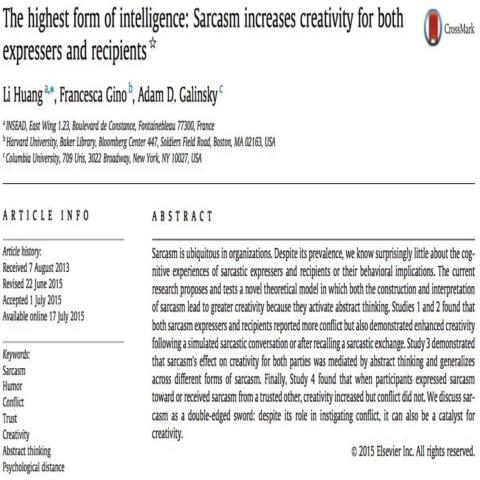 The highest form of intelligence: Sarcasm increases creativity for both
expressers and recipients ☆
CrossMark
Li Huang a,*, Francesca Gino b, Adam D. Galinsky c
a INSEAD, East Wing 1.23, Boulevard de Constance, Fontainebleau 77300, France
b Harvard University, Baker Library, Bloomberg Center 447, Soldiers Field Road, Boston, MA 02163, USA
c Columbia University, 709 Uris, 3022 Broadway, New York, NY 10027, USA
ARTICLE INFO
Article history:
Received 7 August 2013
Revised 22 June 2015
Accepted 1 July 2015
Available online 17 July 2015
Keywords:
Sarcasm
Humor
Conflict
Trust
Creativity
Abstract thinking
Psychological distance
ABSTRACT
Sarcasm is ubiquitous in organizations. Despite its prevalence, we know surprisingly little about the cog-
nitive experiences of sarcastic expressers and recipients or their behavioral implications. The current
research proposes and tests a novel theoretical model in which both the construction and interpretation
of sarcasm lead to greater creativity because they activate abstract thinking. Studies 1 and 2 found that
both sarcasm expressers and recipients reported more conflict but also demonstrated enhanced creativity
following a simulated sarcastic conversation or after recalling a sarcastic exchange. Study 3 demonstrated
that sarcasm's effect on creativity for both parties was mediated by abstract thinking and generalizes
across different forms of sarcasm. Finally, Study 4 found that when participants expressed sarcasm
toward or received sarcasm from a trusted other, creativity increased but conflict did not. We discuss sar-
casm as a double-edged sword: despite its role in instigating conflict, it can also be a catalyst for
creativity.
© 2015 Elsevier Inc. All rights reserved.